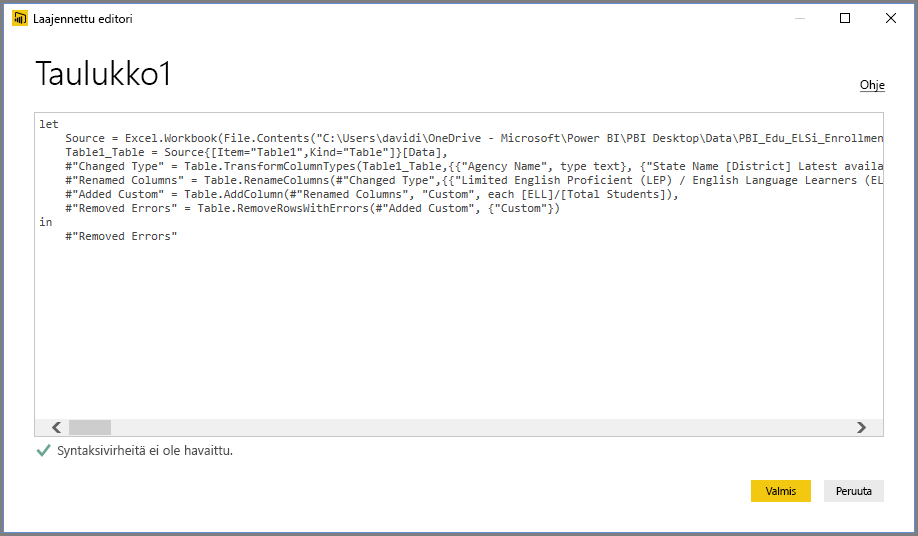 Laajennettu editori
Taulukko1
Ohje
let
    Source = Excel.Workbook(File.Contents("C:\Users\davidi\OneDrive - Microsoft\Power BI\PBI Desktop\Data\PBI_Edu_ELSi_Enrollmen
    Table1_Table = Source{[Item="Table1",Kind="Table"]}[Data],
    #"Changed Type" = Table.TransformColumnTypes(Table1_Table,{{"Agency Name", type text}, {"State Name [District] Latest availa
    #"Renamed Columns" = Table.RenameColumns(#"Changed Type",{{"Limited English Proficient (LEP) / English Language Learners (EL
    #"Added Custom" = Table.AddColumn(#"Renamed Columns", "Custom", each [ELL]/[Total Students]),
    #"Removed Errors" = Table.RemoveRowsWithErrors(#"Added Custom", {"Custom"})
in
    #"Removed Errors"
Syntaksivirheitä ei ole havaittu.
Valmis
Peruuta